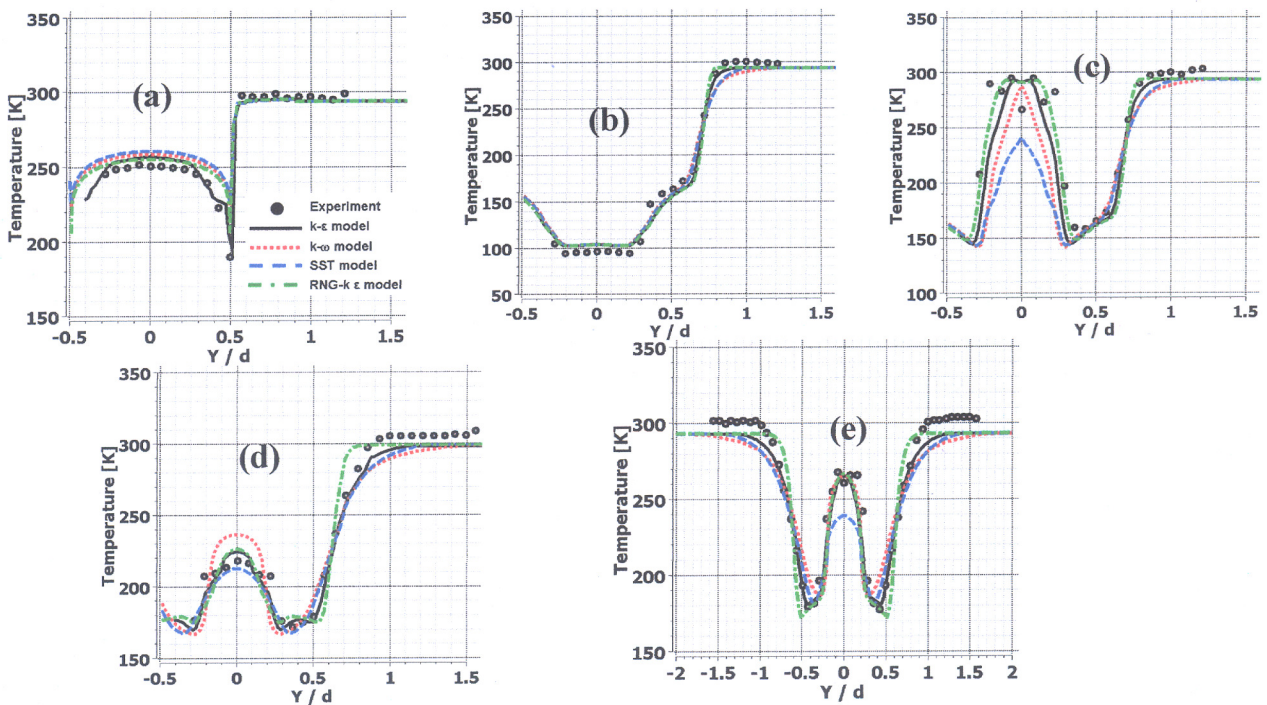 350
300
250
200
150
Temperature [K]
(a)
Experiment
k-ε model
k-ω model
SST model
RNG-k ε model
-0.5 0 0.5 1 1.5
Y / d
350
300
250
200
150
100
50
Temperature [K]
(b)
-0.5 0 0.5 1 1.5
Y / d
350
300
250
200
150
100
Temperature [K]
(c)
-0.5 0 0.5 1 1.5
Y / d
350
300
250
200
150
Temperature [K]
(d)
-0.5 0 0.5 1 1.5
Y / d
350
300
250
200
150
Temperature [K]
(e)
-2 -1.5 -1 -0.5 0 0.5 1 1.5 2
Y / d